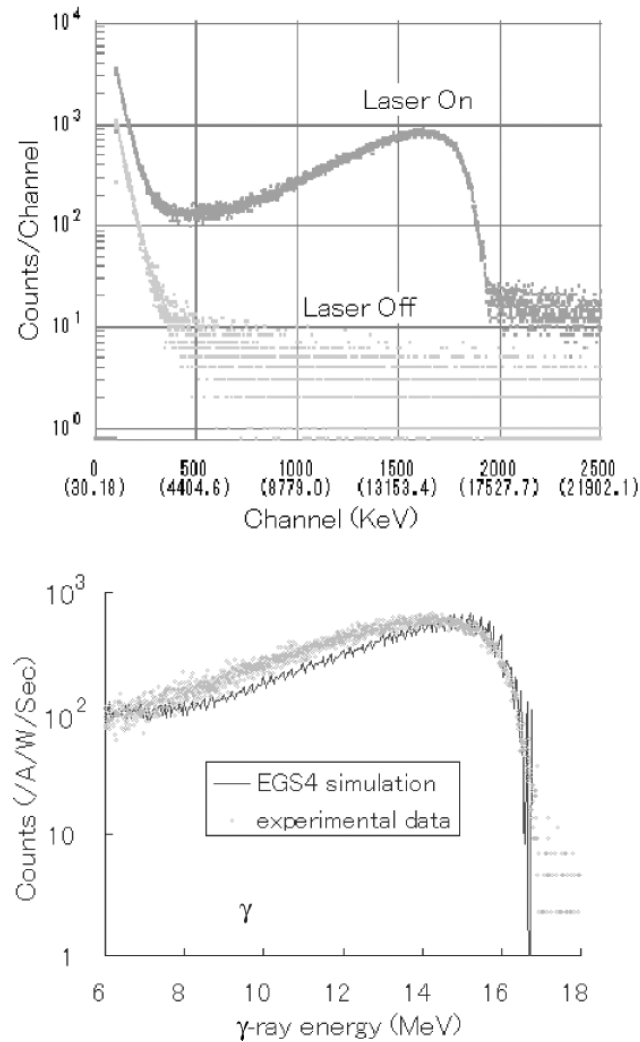 10⁴
10³
10²
10¹
10⁰
Counts/Channel
Laser On
Laser Off
0 500 1000 1500 2000 2500
(30.18) (4404.6) (8779.0) (13153.4) (17527.7) (21902.1)
Channel (KeV)
10³
10²
10
1
Counts (/A/W/Sec)
EGS4 simulation
experimental data
γ
6 8 10 12 14 16 18
γ-ray energy (MeV)